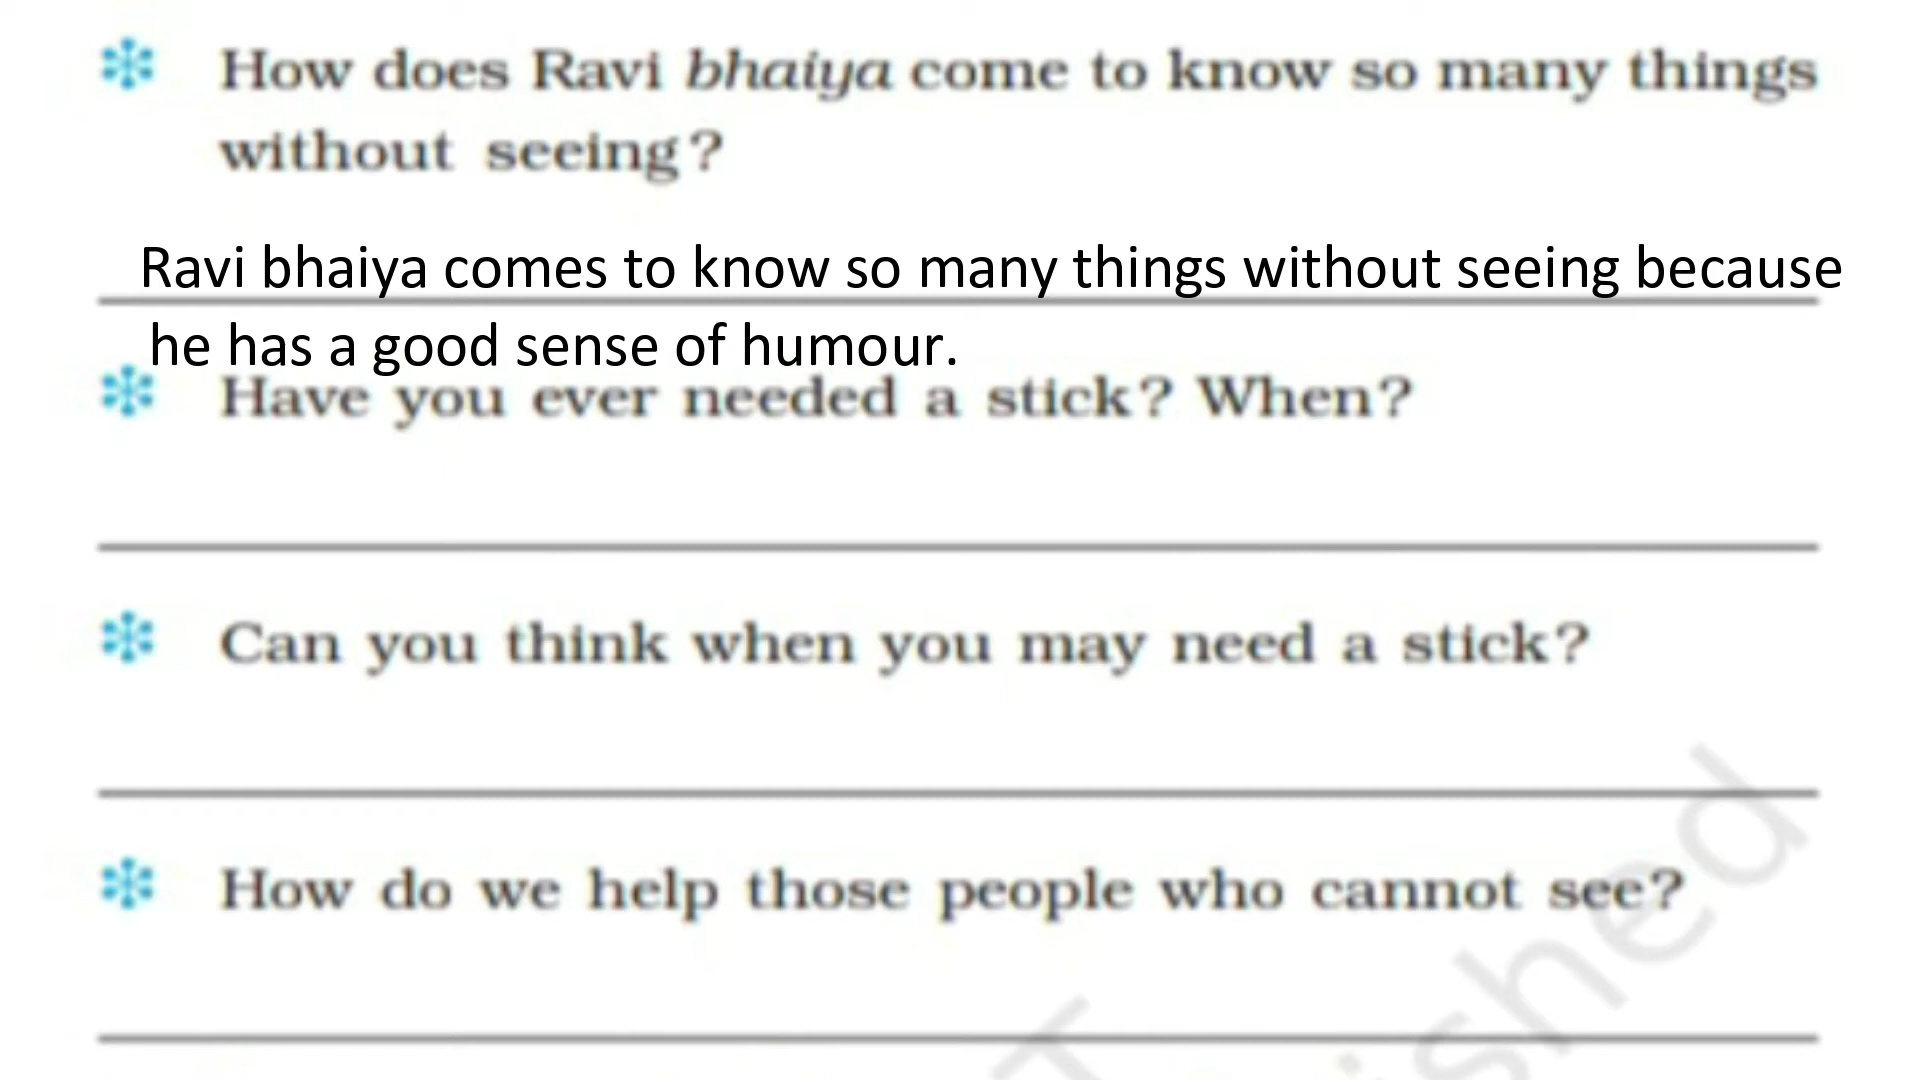 How does Ravi bhaiya come to know so many things
without seeing?
Ravi bhaiya comes to know so many things without seeing because
he has a good sense of humour.
Have you ever needed a stick? When?
Can you think when you may need a stick?
How do we help those people who cannot see?